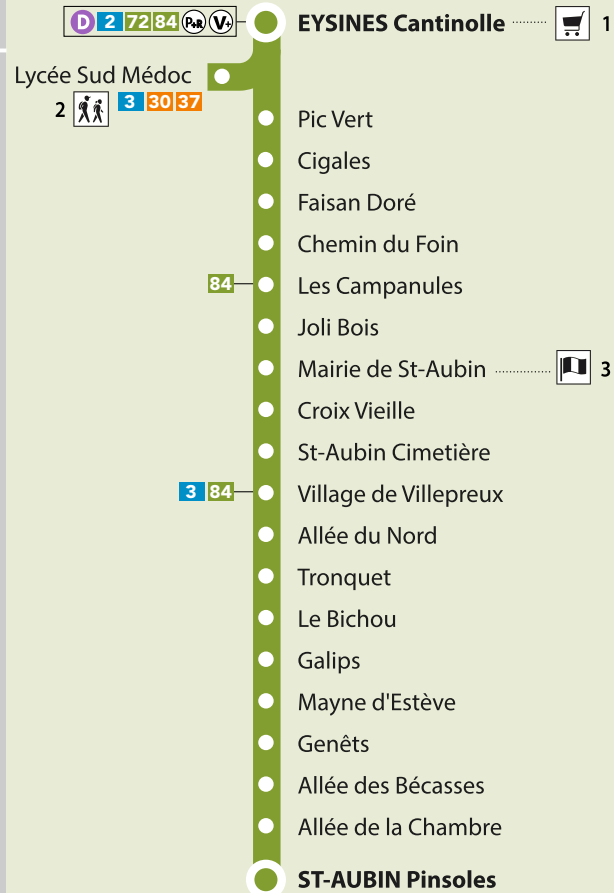 D 2 72 84 P+R V+ EYSINES Cantinolle 1
Lycée Sud Médoc
2 3 30 37
Pic Vert
Cigales
Faisan Doré
Chemin du Foin
84 Les Campanules
Joli Bois
Mairie de St-Aubin 3
Croix Vieille
St-Aubin Cimetière
3 84 Village de Villepreux
Allée du Nord
Tronquet
Le Bichou
Galips
Mayne d'Estève
Genêts
Allée des Bécasses
Allée de la Chambre
ST-AUBIN Pinsoles